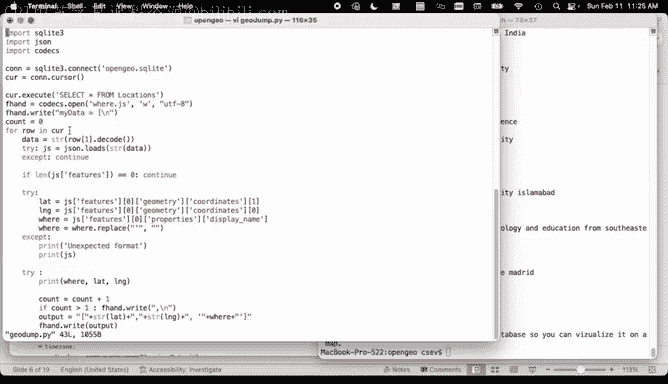 Terminal Shell Edit View Window Help
Sun Feb 11 11:25 AM
opengeo — vi geodump.py — 116×35
78×37
import sqlite3
import json
import codecs
conn = sqlite3.connect('opengeo.sqlite')
cur = conn.cursor()
cur.execute('SELECT * FROM Locations')
fhand = codecs.open('where.js', 'w', "utf-8")
fhand.write("myData = [\n")
count = 0
for row in cur :
data = str(row[1].decode())
try: js = json.loads(str(data))
except: continue
if len(js['features']) == 0: continue
try:
lat = js['features'][0]['geometry']['coordinates'][1]
lng = js['features'][0]['geometry']['coordinates'][0]
where = js['features'][0]['properties']['display_name']
where = where.replace("'", "")
except:
print('Unexpected format')
print(js)
try :
print(where, lat, lng)
count = count + 1
if count > 1 : fhand.write(",\n")
output = "["+str(lat)+","+str(lng)+", '"+where+"']"
fhand.write(output)
"geodump.py" 43L, 1055B
India
ity
ence
ity
ity islamabad
ology and education from southeaste
e madrid
tabase so you can vizualize it on a
map.
MacBook-Pro-522:opengeo csev$
Slide 6 of 19
English (United States)
Accessibility: Investigate
Notes
Comments
113%